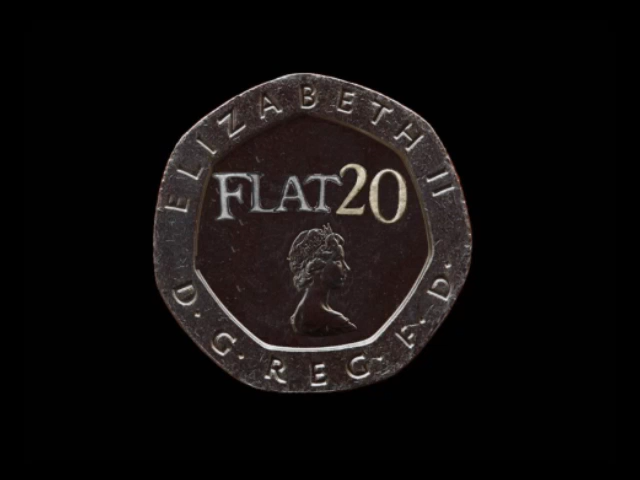 ELIZABETH II
FLAT20
D. G. REG. F. D.